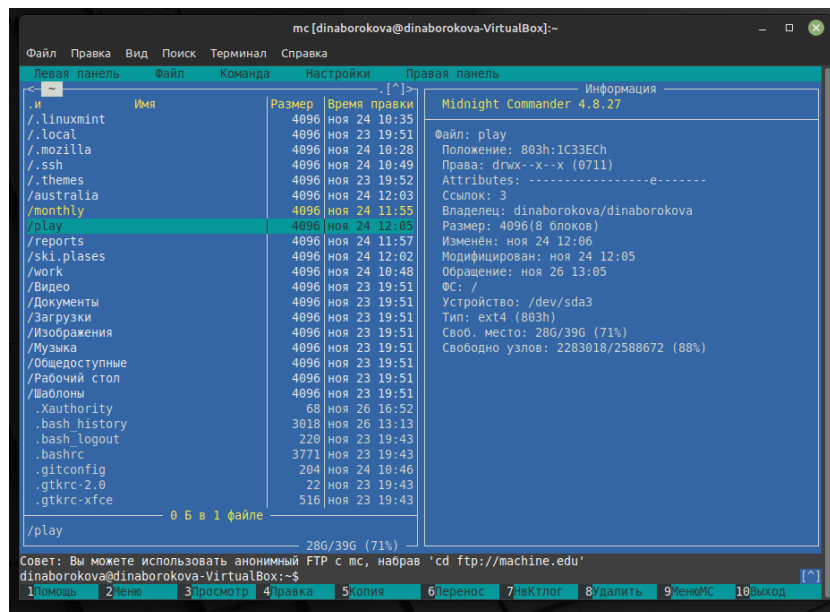 mc [dinaborokova@dinaborokova-VirtualBox]:~
Файл Правка Вид Поиск Терминал Справка
Левая панель Файл Команда Настройки Правая панель
<- ~ .[^]>
.и Имя Размер Время правки
/.linuxmint 4096 ноя 24 10:35
/.local 4096 ноя 23 19:51
/.mozilla 4096 ноя 24 10:28
/.ssh 4096 ноя 24 10:49
/.themes 4096 ноя 23 19:52
/australia 4096 ноя 24 12:03
/monthly 4096 ноя 24 11:55
/play 4096 ноя 24 12:05
/reports 4096 ноя 24 11:57
/ski.plases 4096 ноя 24 12:02
/work 4096 ноя 24 10:48
/Видео 4096 ноя 23 19:51
/Документы 4096 ноя 23 19:51
/Загрузки 4096 ноя 23 19:51
/Изображения 4096 ноя 23 19:51
/Музыка 4096 ноя 23 19:51
/Общедоступные 4096 ноя 23 19:51
/Рабочий стол 4096 ноя 23 19:51
/Шаблоны 4096 ноя 23 19:51
.Xauthority 68 ноя 26 16:52
.bash_history 3018 ноя 26 13:13
.bash_logout 220 ноя 23 19:43
.bashrc 3771 ноя 23 19:43
.gitconfig 204 ноя 24 10:46
.gtkrc-2.0 22 ноя 23 19:43
.gtkrc-xfce 516 ноя 23 19:43
0 Б в 1 файле
/play
28G/39G (71%)
Информация
Midnight Commander 4.8.27
Файл: play
Положение: 803h:1C33ECh
Права: drwx--x--x (0711)
Attributes: -----------------e-------
Ссылок: 3
Владелец: dinaborokova/dinaborokova
Размер: 4096(8 блоков)
Изменён: ноя 24 12:06
Модифицирован: ноя 24 12:05
Обращение: ноя 26 13:05
ФС: /
Устройство: /dev/sda3
Тип: ext4 (803h)
Своб. место: 28G/39G (71%)
Свободно узлов: 2283018/2588672 (88%)
Совет: Вы можете использовать анонимный FTP с mc, набрав 'cd ftp://machine.edu'
dinaborokova@dinaborokova-VirtualBox:~$ [^]
1Помощь 2Меню 3Просмотр 4Правка 5Копия 6Перенос 7НвКтлог 8Удалить 9МенюМС 10Выход